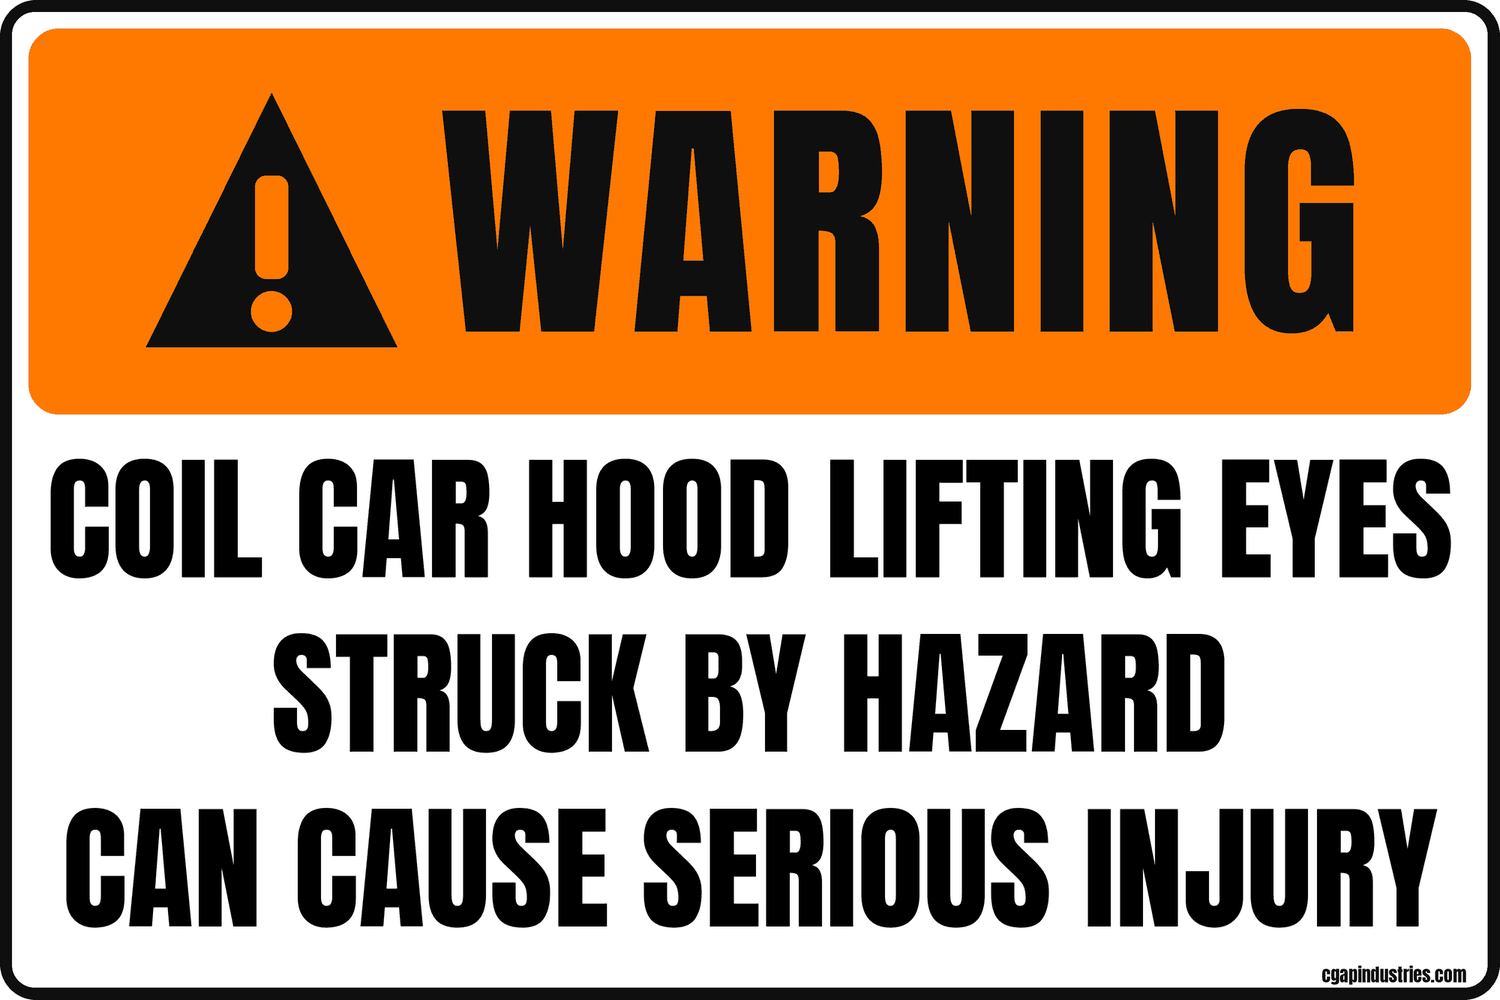 WARNING
COIL CAR HOOD LIFTING EYES
STRUCK BY HAZARD
CAN CAUSE SERIOUS INJURY
cgapindustries.com